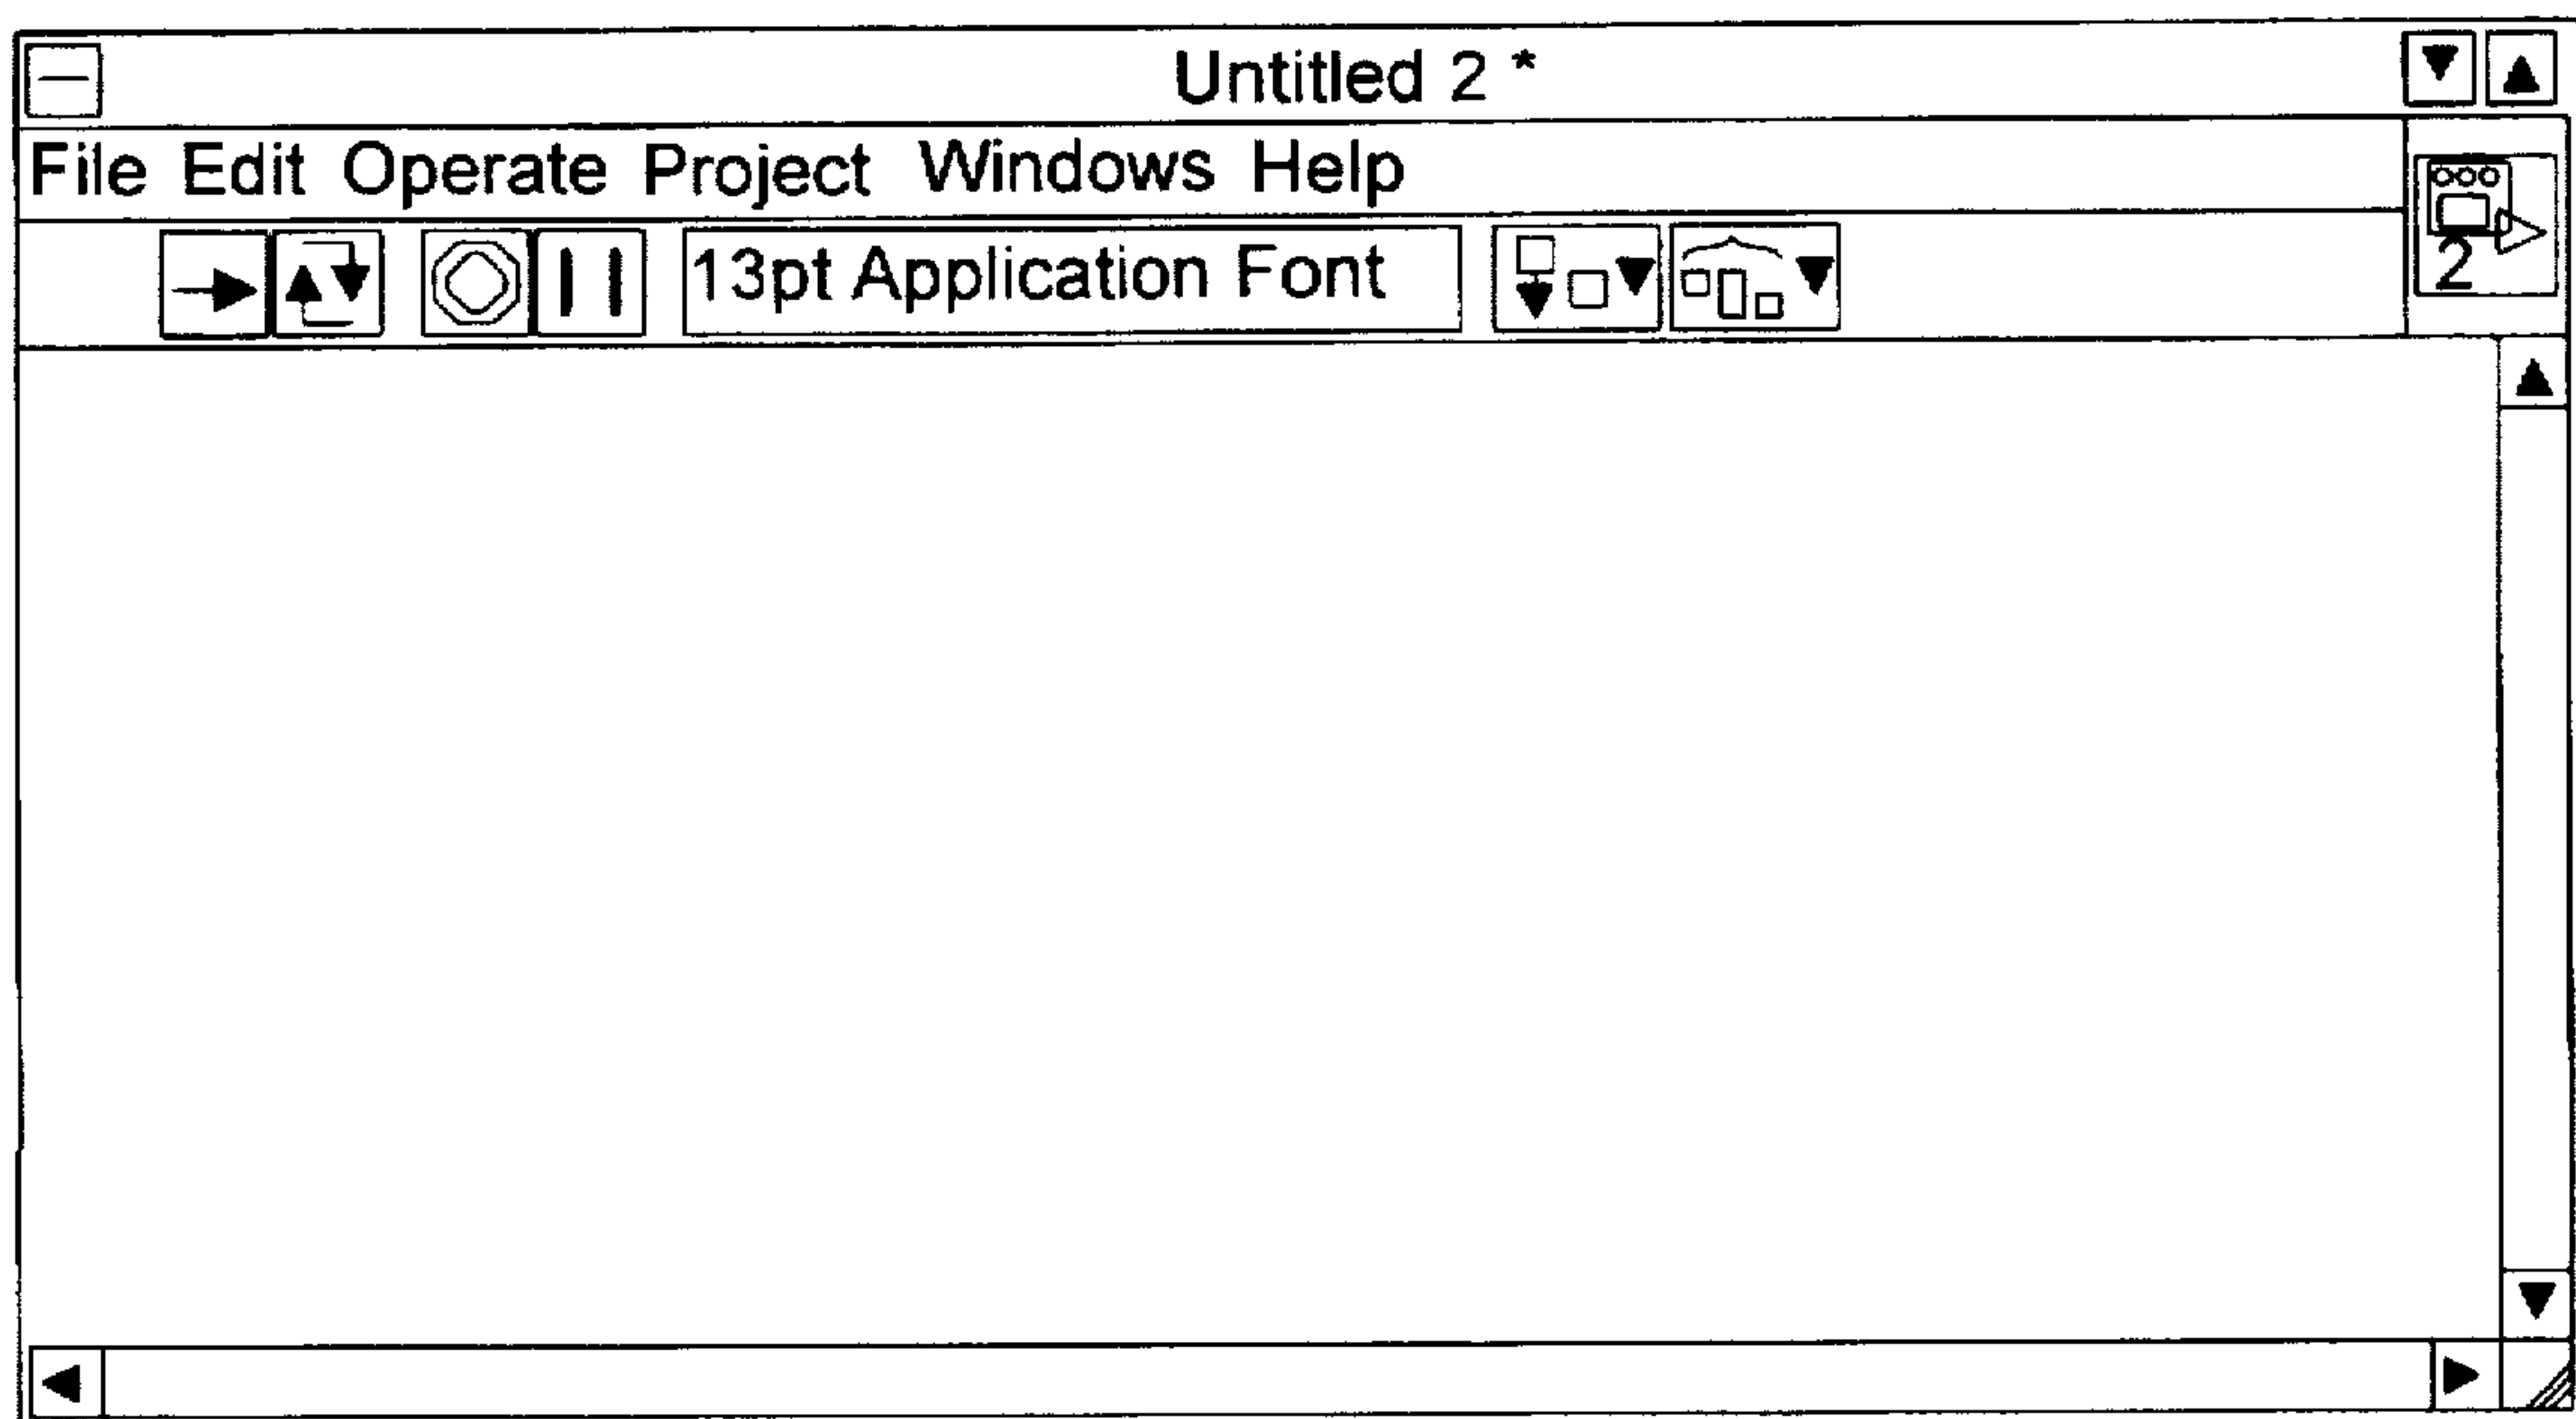 Untitled 2 *
File Edit Operate Project Windows Help
13pt Application Font
2